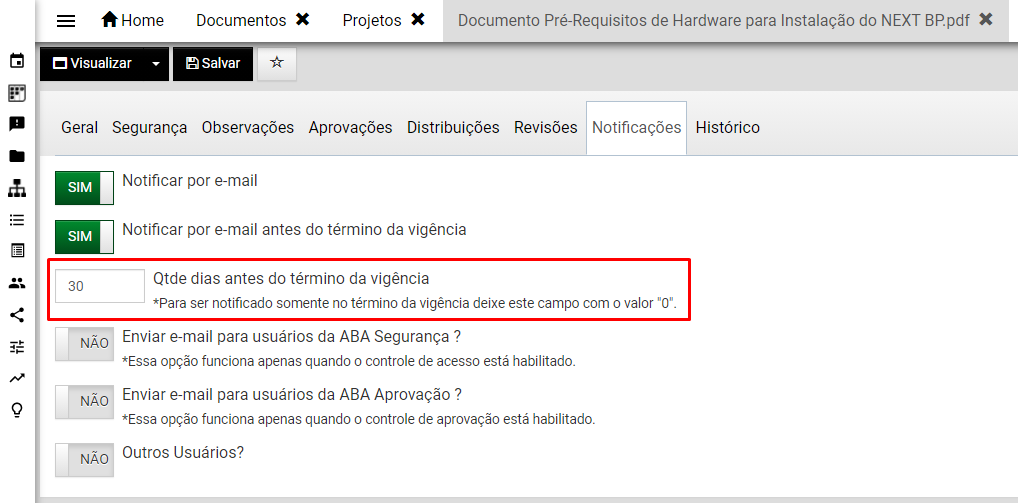 Home Documentos ✖ Projetos ✖ Documento Pré-Requisitos de Hardware para Instalação do NEXT BP.pdf ✖
Visualizar Salvar
Geral Segurança Observações Aprovações Distribuições Revisões Notificações Histórico
SIM Notificar por e-mail
SIM Notificar por e-mail antes do término da vigência
30 Qtde dias antes do término da vigência
*Para ser notificado somente no término da vigência deixe este campo com o valor "0".
NÃO Enviar e-mail para usuários da ABA Segurança ?
*Essa opção funciona apenas quando o controle de acesso está habilitado.
NÃO Enviar e-mail para usuários da ABA Aprovação ?
*Essa opção funciona apenas quando o controle de aprovação está habilitado.
NÃO Outros Usuários?